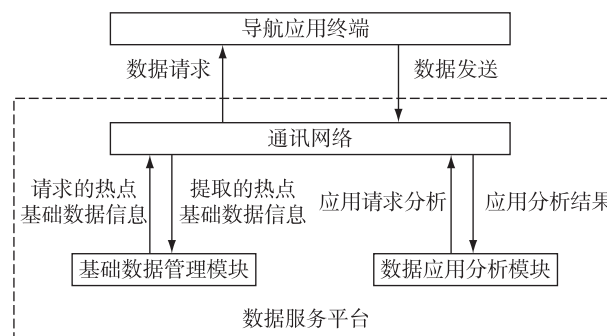 导航应用终端
数据请求
数据发送
通讯网络
请求的热点
基础数据信息
提取的热点
基础数据信息
应用请求分析
应用分析结果
基础数据管理模块
数据应用分析模块
数据服务平台